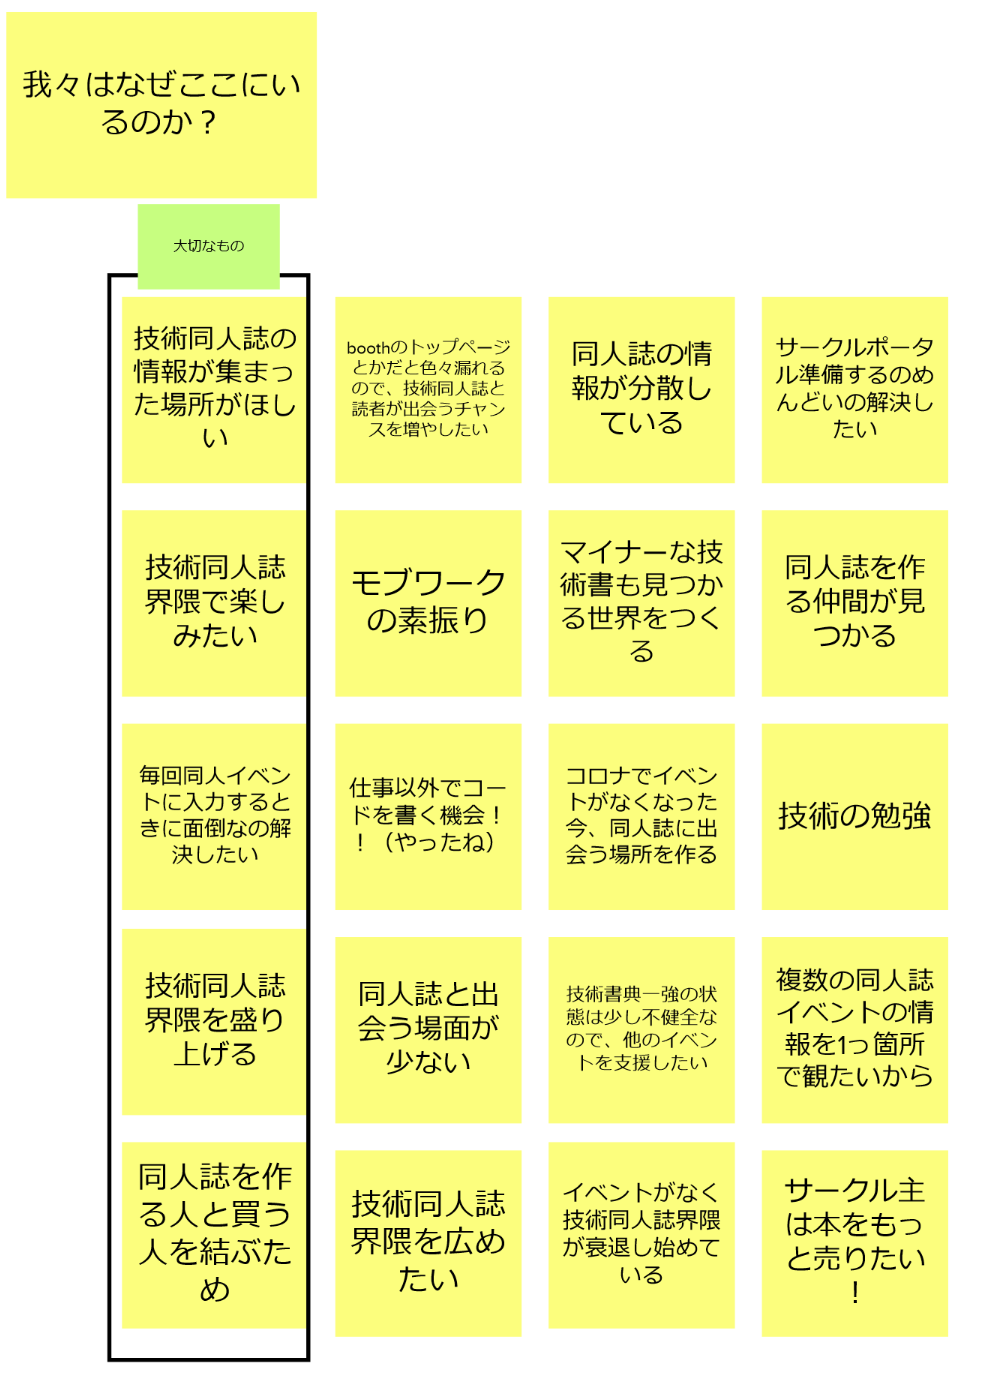 我々はなぜここにい
るのか？
大切なもの
技術同人誌の
情報が集まっ
た場所がほし
い
boothのトップページ
とかだと色々漏れる
ので、技術同人誌と
読者が出会うチャン
スを増やしたい
同人誌の情
報が分散し
ている
サークルポータ
ル準備するのめ
んどいの解決し
たい
技術同人誌
界隈で楽し
みたい
モブワーク
の素振り
マイナーな技
術書も見つか
る世界をつく
る
同人誌を作
る仲間が見
つかる
毎回同人イベン
トに入力すると
きに面倒なの解
決したい
仕事以外でコー
ドを書く機会！
！（やったね）
コロナでイベン
トがなくなった
今、同人誌に出
会う場所を作る
技術の勉強
技術同人誌
界隈を盛り
上げる
同人誌と出
会う場面が
少ない
技術書典一強の状
態は少し不健全な
ので、他のイベン
トを支援したい
複数の同人誌
イベントの情
報を1っ箇所
で観たいから
同人誌を作
る人と買う
人を結ぶた
め
技術同人誌
界隈を広め
たい
イベントがなく
技術同人誌界隈
が衰退し始めて
いる
サークル主
は本をもっ
と売りたい
！